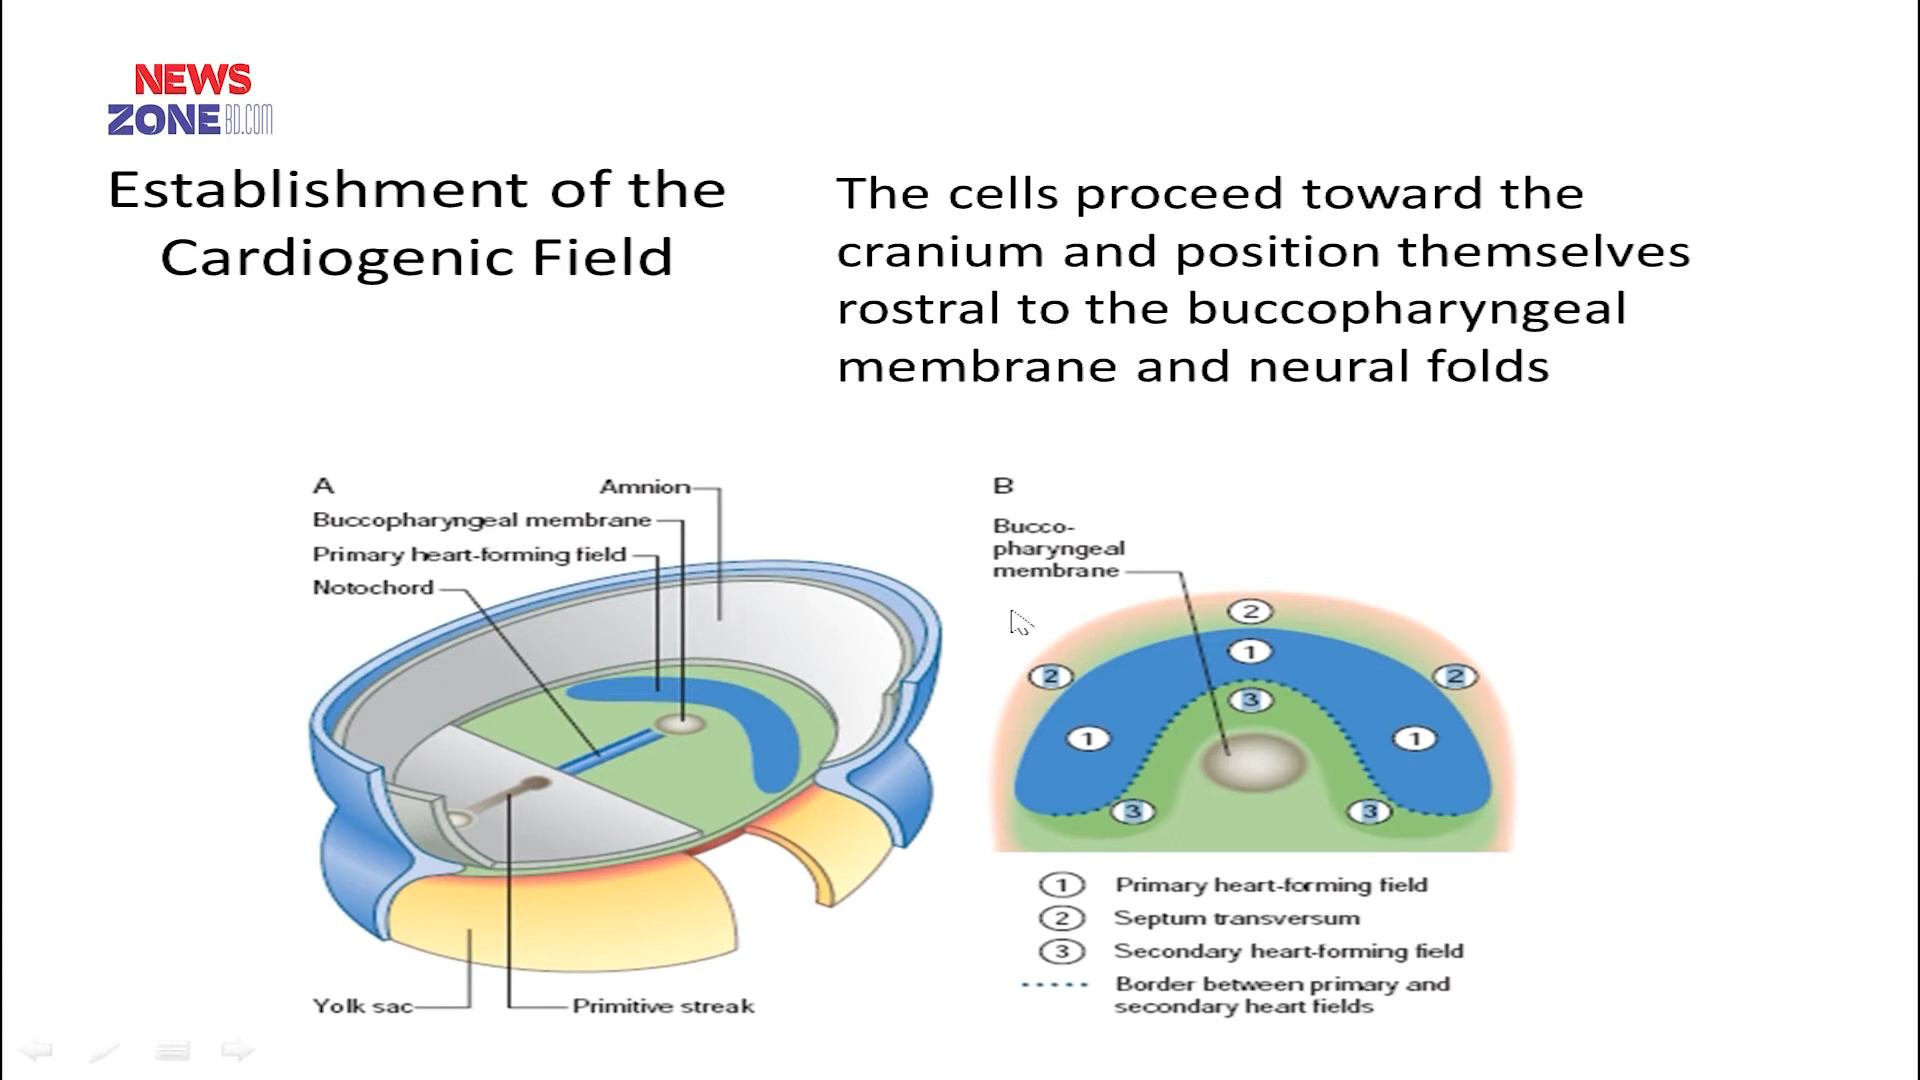 NEWS
ZONE BD.COM
Establishment of the
Cardiogenic Field
The cells proceed toward the
cranium and position themselves
rostral to the buccopharyngeal
membrane and neural folds
A
Amnion
Buccopharyngeal membrane
Primary heart-forming field
Notochord
Yolk sac
Primitive streak
B
Bucco-
pharyngeal
membrane
2
1
2
2
3
1
1
3
3
1 Primary heart-forming field
2 Septum transversum
3 Secondary heart-forming field
Border between primary and
secondary heart fields